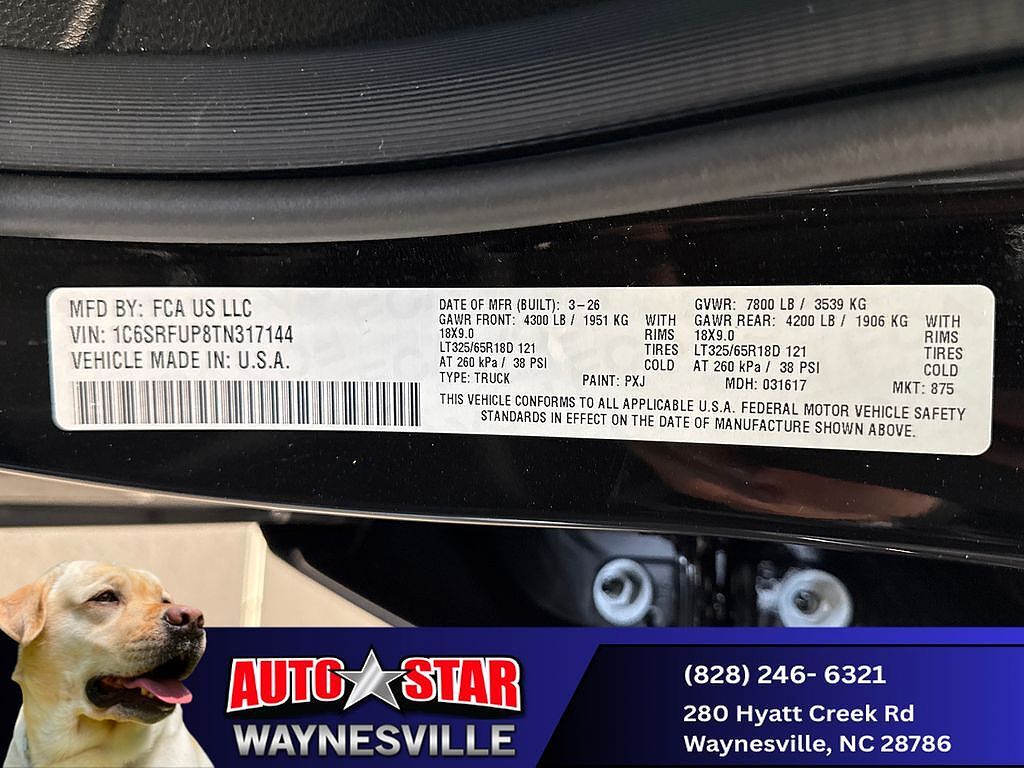 MFD BY: FCA US LLC
VIN: 1C6SRFUP8TN317144
VEHICLE MADE IN: U.S.A.
DATE OF MFR (BUILT): 3-26
GAWR FRONT: 4300 LB / 1951 KG WITH
18X9.0 RIMS
LT325/65R18D 121 TIRES
AT 260 kPa / 38 PSI COLD
TYPE: TRUCK PAINT: PXJ
GVWR: 7800 LB / 3539 KG
GAWR REAR: 4200 LB / 1906 KG WITH
18X9.0 RIMS
LT325/65R18D 121 TIRES
AT 260 kPa / 38 PSI COLD
MDH: 031617 MKT: 875
THIS VEHICLE CONFORMS TO ALL APPLICABLE U.S.A. FEDERAL MOTOR VEHICLE SAFETY
STANDARDS IN EFFECT ON THE DATE OF MANUFACTURE SHOWN ABOVE.
AUTO STAR
WAYNESVILLE
(828) 246- 6321
280 Hyatt Creek Rd
Waynesville, NC 28786